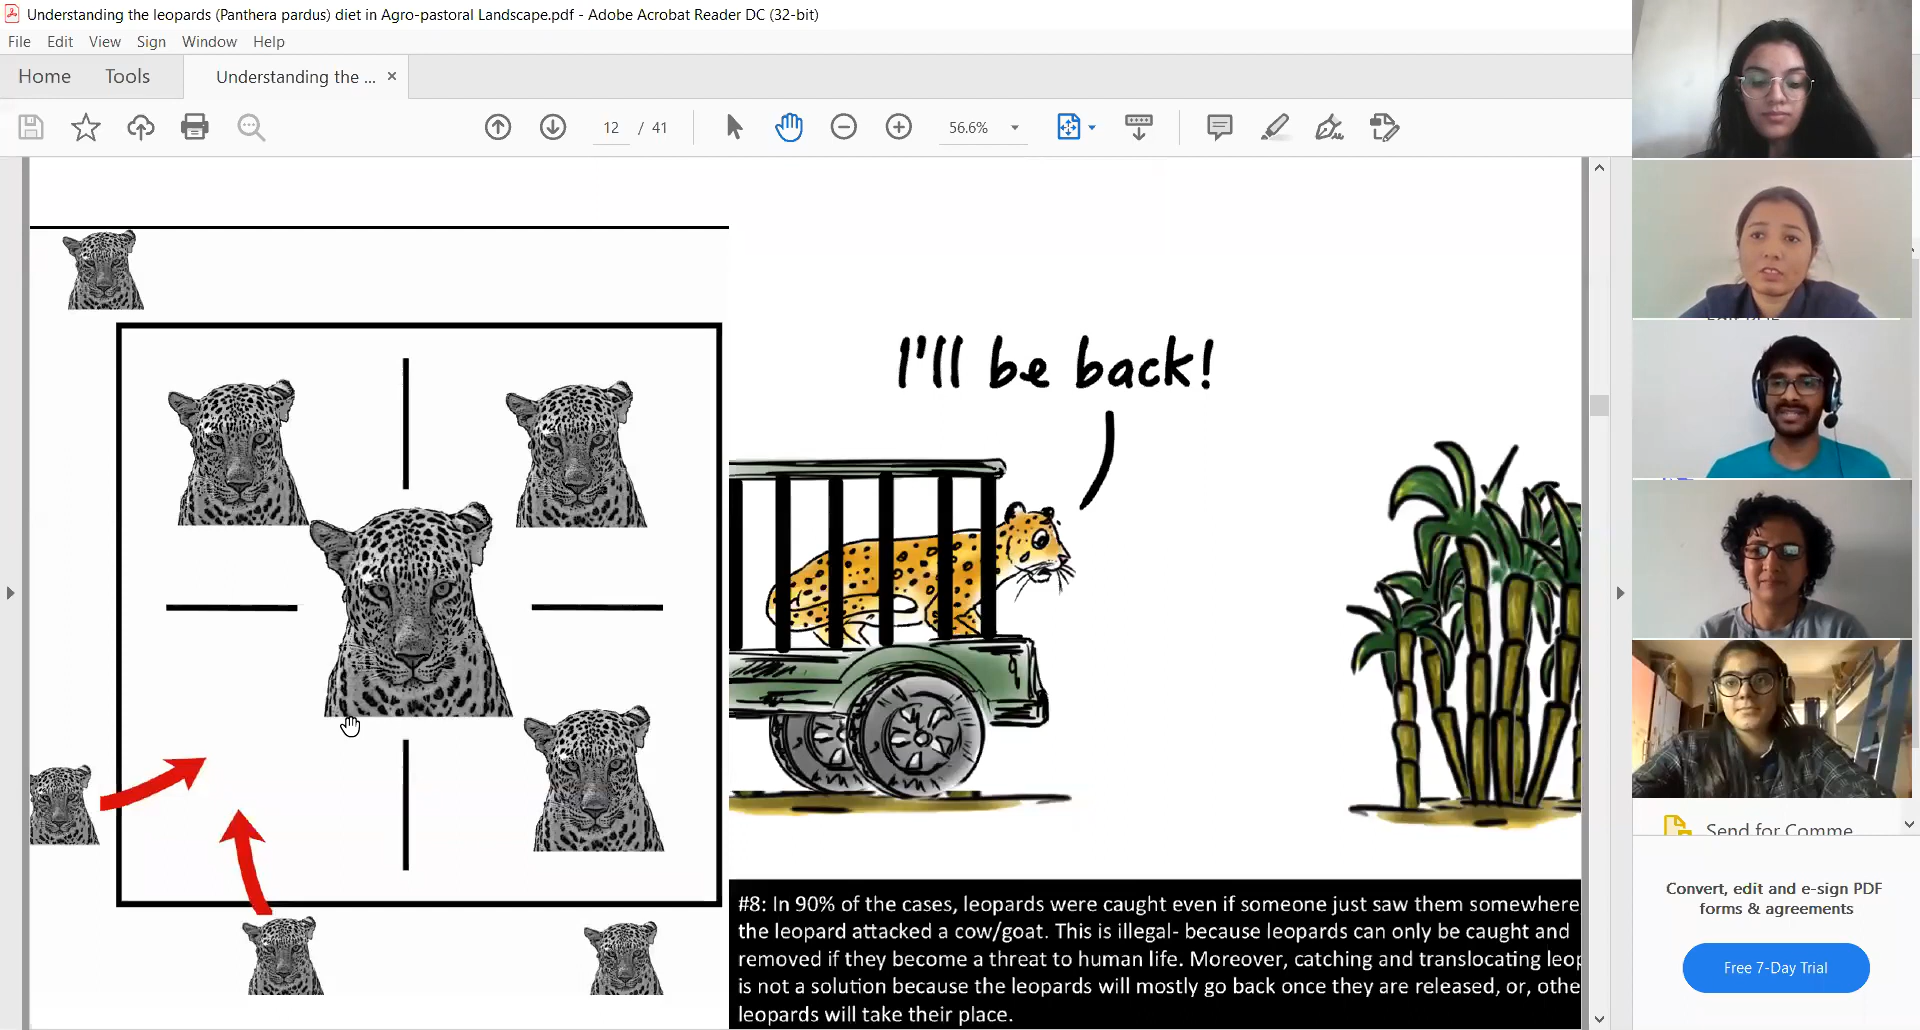 Understanding the leopards (Panthera pardus) diet in Agro-pastoral Landscape.pdf - Adobe Acrobat Reader DC (32-bit)
File Edit View Sign Window Help
Home Tools Understanding the ... ×
12 / 41 56.6%
I'll be back!
#8: In 90% of the cases, leopards were caught even if someone just saw them somewhere
the leopard attacked a cow/goat. This is illegal- because leopards can only be caught and
removed if they become a threat to human life. Moreover, catching and translocating leop
is not a solution because the leopards will mostly go back once they are released, or, othe
leopards will take their place.
Send for Comme
Convert, edit and e-sign PDF
forms & agreements
Free 7-Day Trial